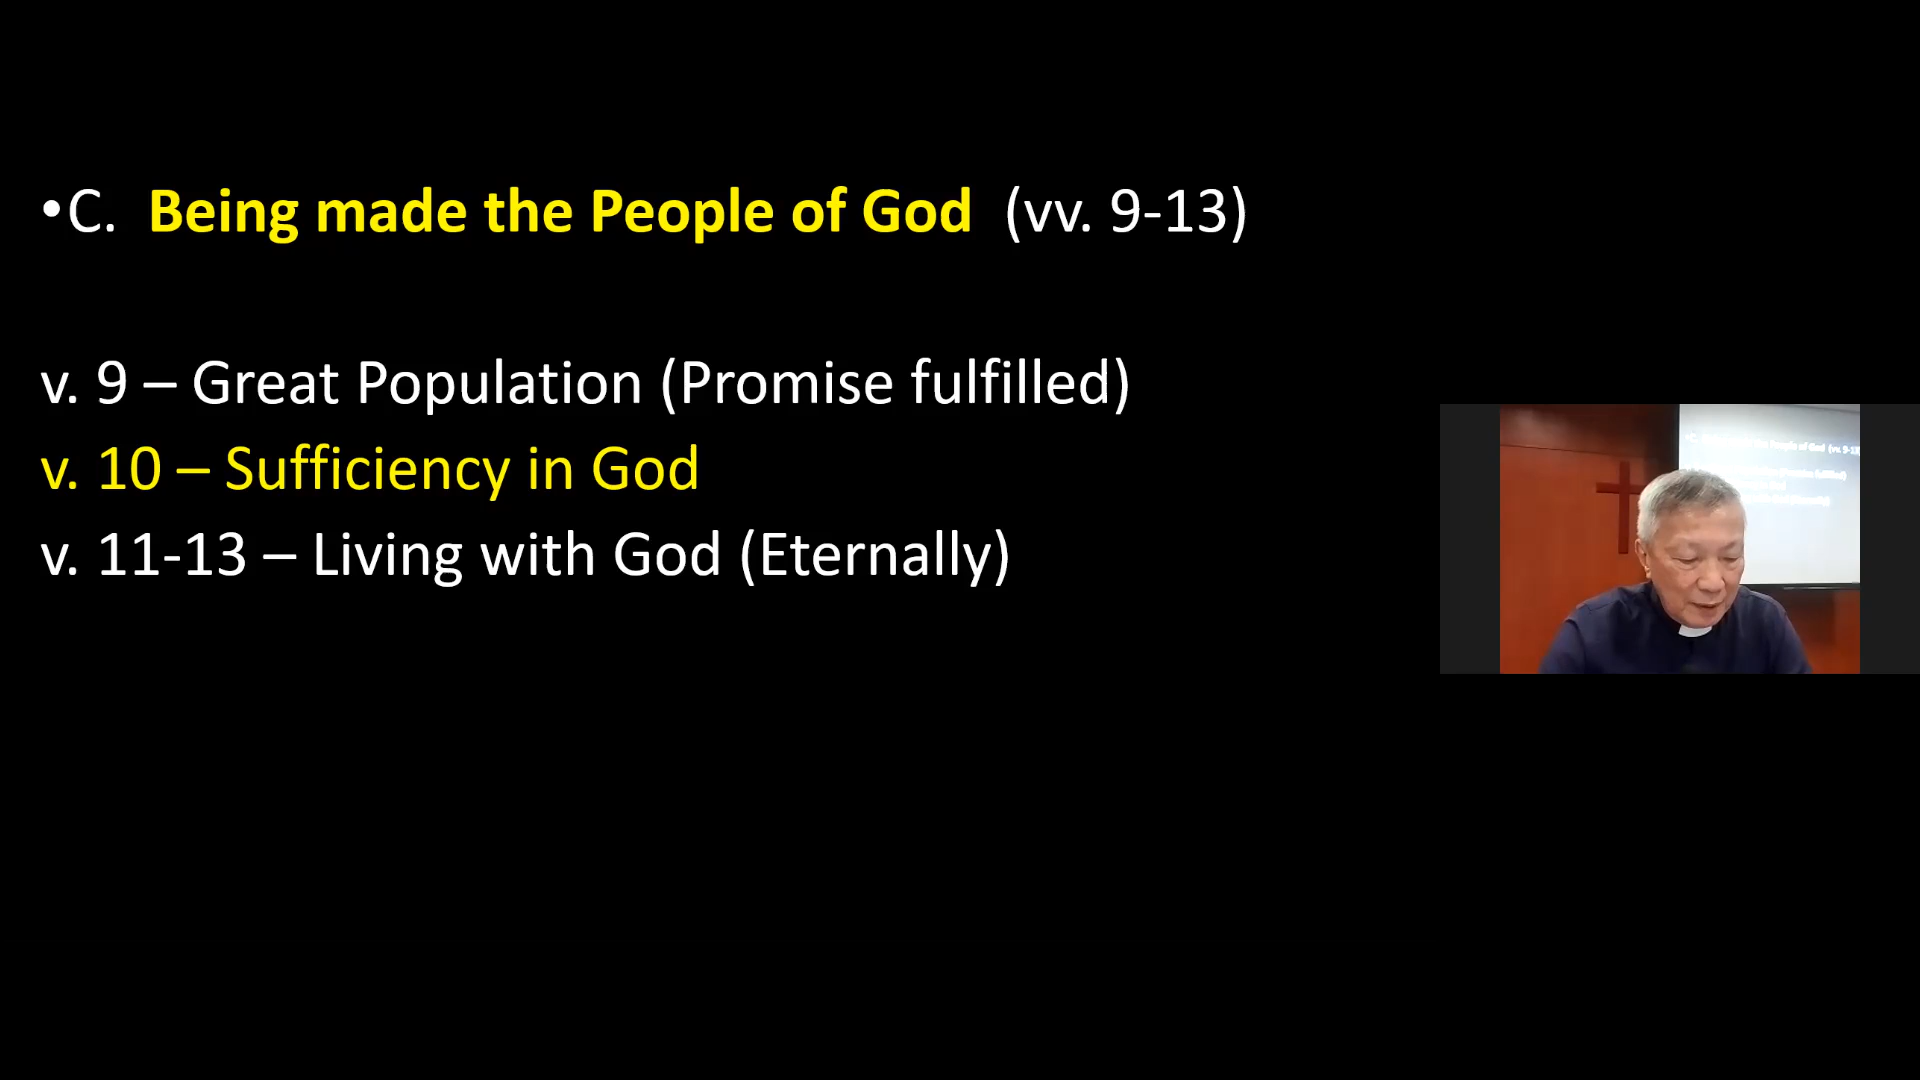 •C. Being made the People of God (vv. 9-13)
v. 9 – Great Population (Promise fulfilled)
v. 10 – Sufficiency in God
v. 11-13 – Living with God (Eternally)